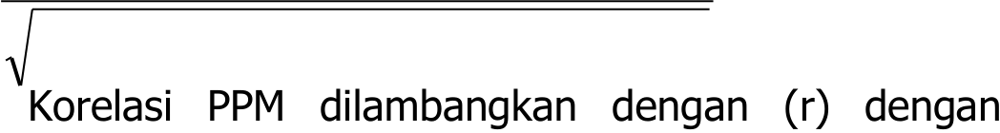 √
Korelasi PPM dilambangkan dengan (r) dengan